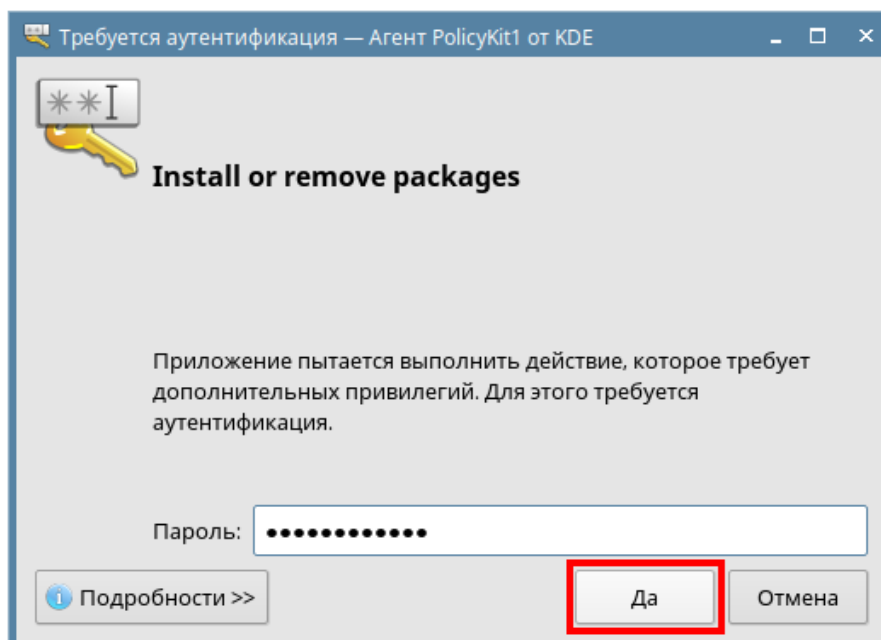 Требуется аутентификация — Агент PolicyKit1 от KDE
Install or remove packages
Приложение пытается выполнить действие, которое требует
дополнительных привилегий. Для этого требуется
аутентификация.
Пароль: ●●●●●●●●●●●●
Подробности >>
Да
Отмена